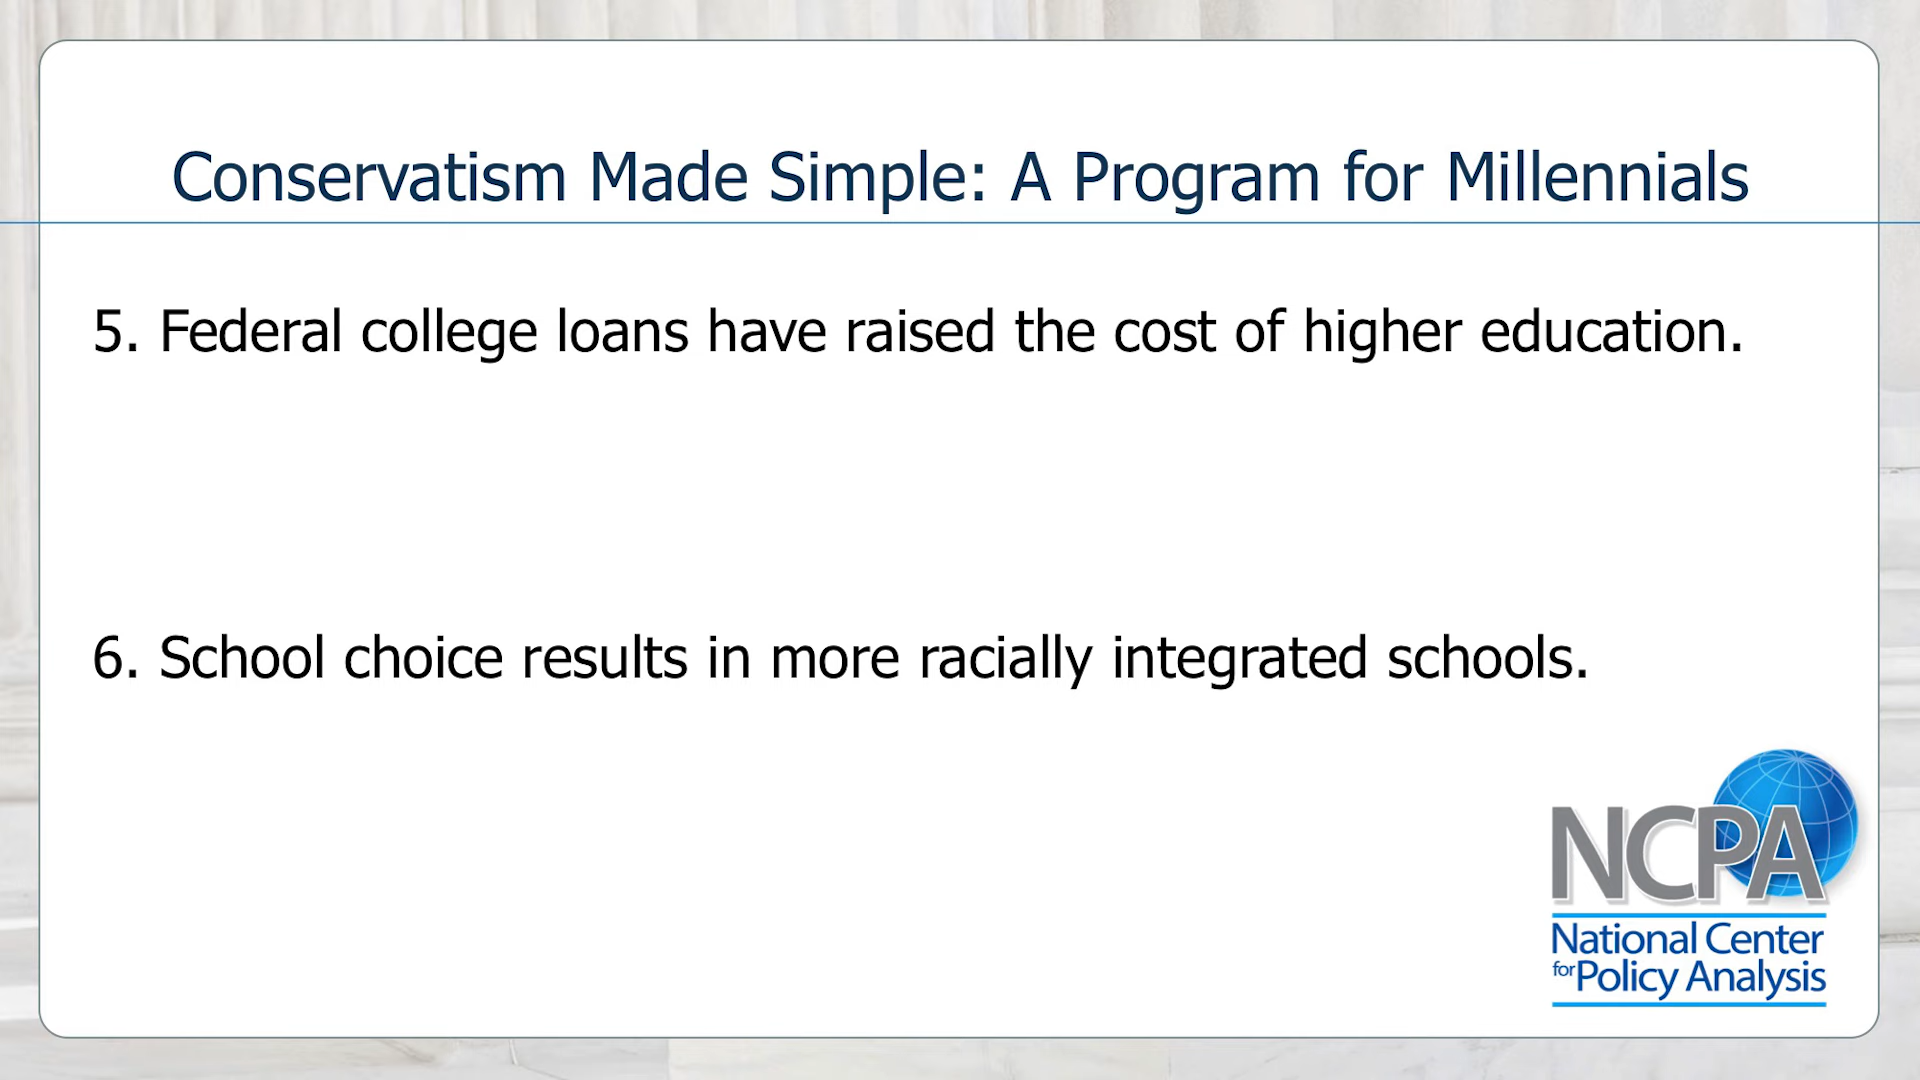 Conservatism Made Simple: A Program for Millennials
5. Federal college loans have raised the cost of higher education.
6. School choice results in more racially integrated schools.
NCPA
National Center
for Policy Analysis